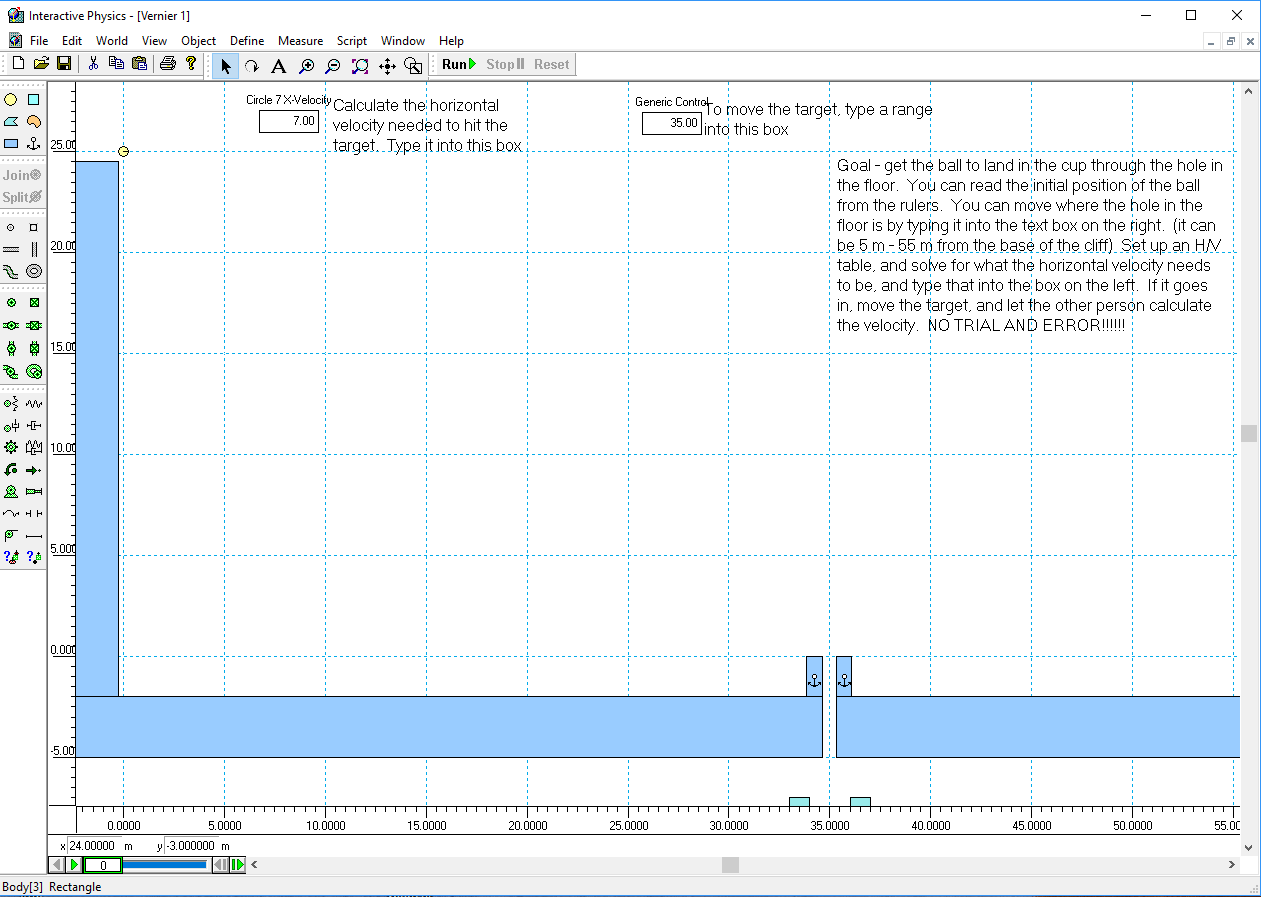 Interactive Physics - [Vernier 1]
File Edit World View Object Define Measure Script Window Help
Run Stop Reset
Join
Split
Circle 7 X-Velocity
7.00
Calculate the horizontal
velocity needed to hit the
target. Type it into this box
Generic Control
35.00
To move the target, type a range
into this box
Goal - get the ball to land in the cup through the hole in
the floor. You can read the initial position of the ball
from the rulers. You can move where the hole in the
floor is by typing it into the text box on the right. (it can
be 5 m - 55 m from the base of the cliff) Set up an H/V
table, and solve for what the horizontal velocity needs
to be, and type that into the box on the left. If it goes
in, move the target, and let the other person calculate
the velocity. NO TRIAL AND ERROR!!!!!!
25.00
20.00
15.00
10.00
5.000
0.000
-5.00
0.0000 5.0000 10.0000 15.0000 20.0000 25.0000 30.0000 35.0000 40.0000 45.0000 50.0000 55.00
x 24.00000 m y -3.000000 m
0
Body[3] Rectangle